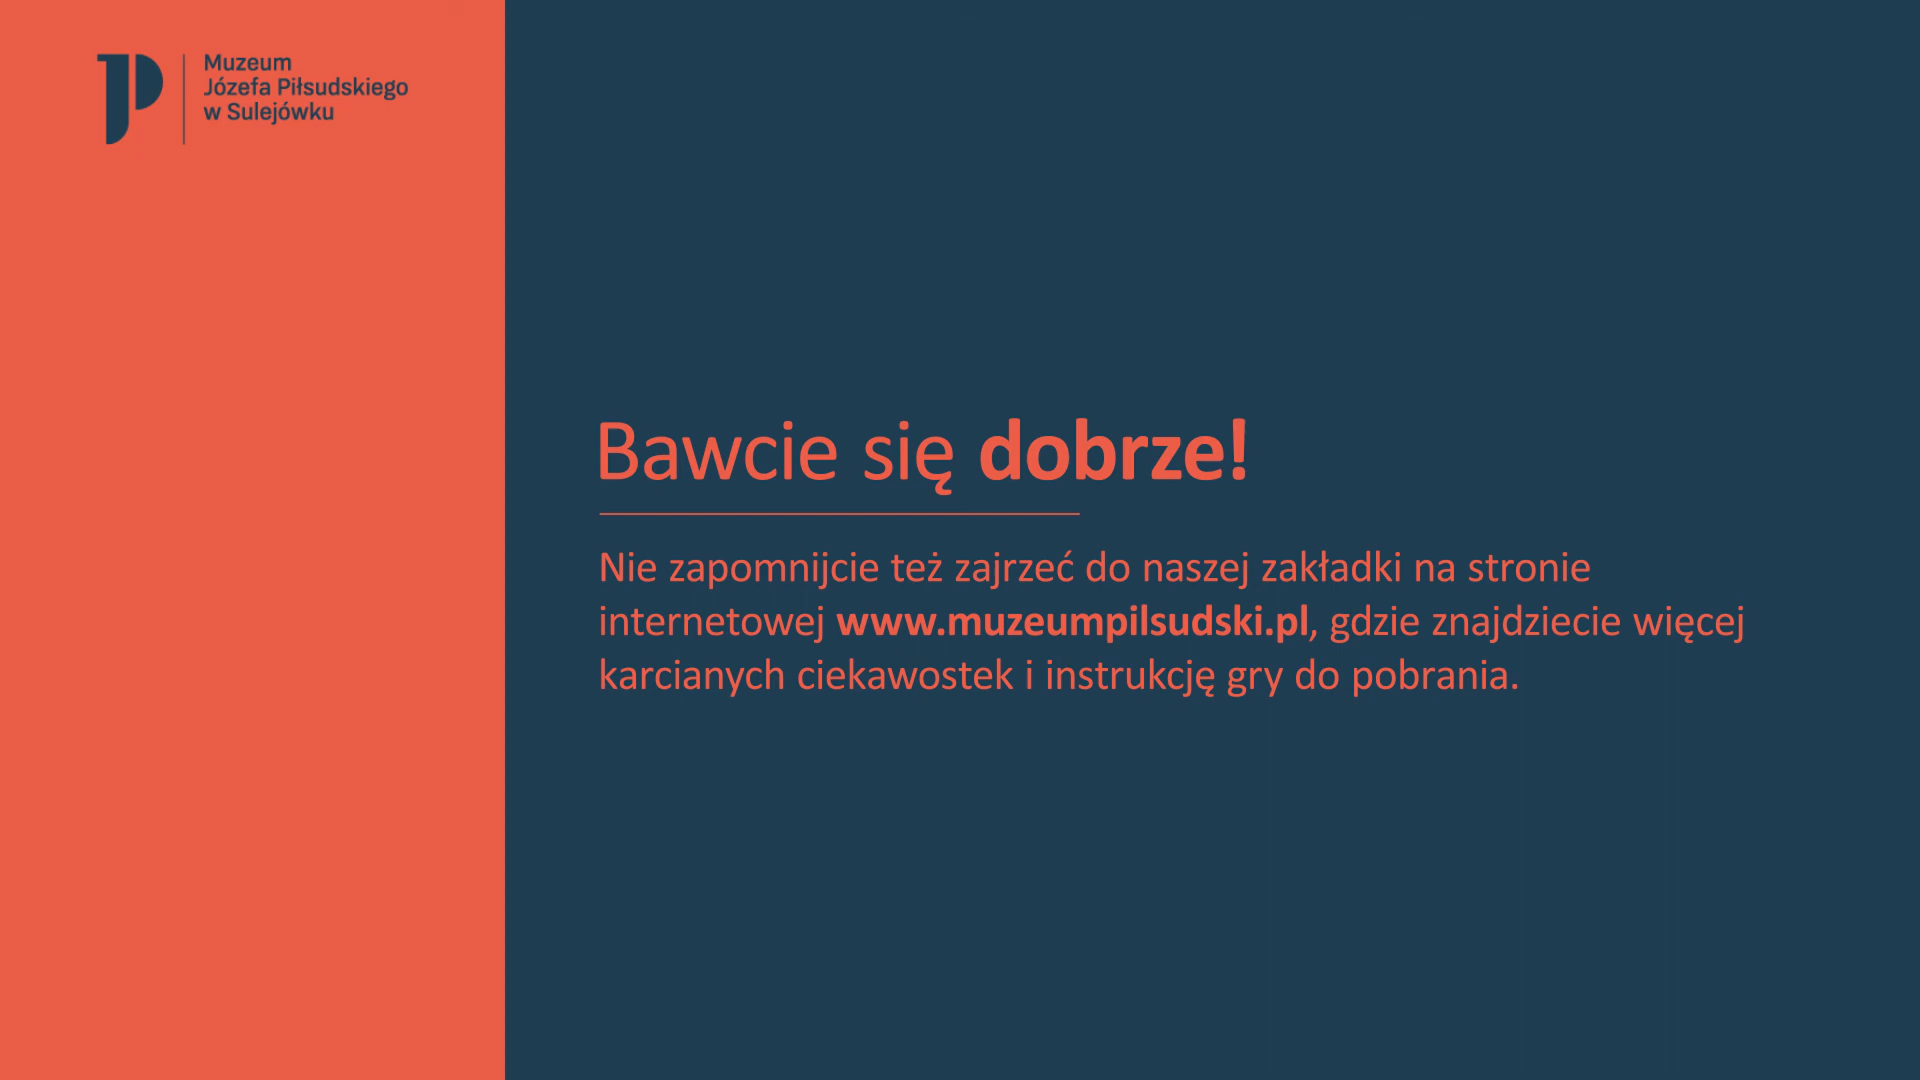 Muzeum
Józefa Piłsudskiego
w Sulejówku
Bawcie się dobrze!
Nie zapomnijcie też zajrzeć do naszej zakładki na stronie
internetowej www.muzeumpilsudski.pl, gdzie znajdziecie więcej
karcianych ciekawostek i instrukcję gry do pobrania.